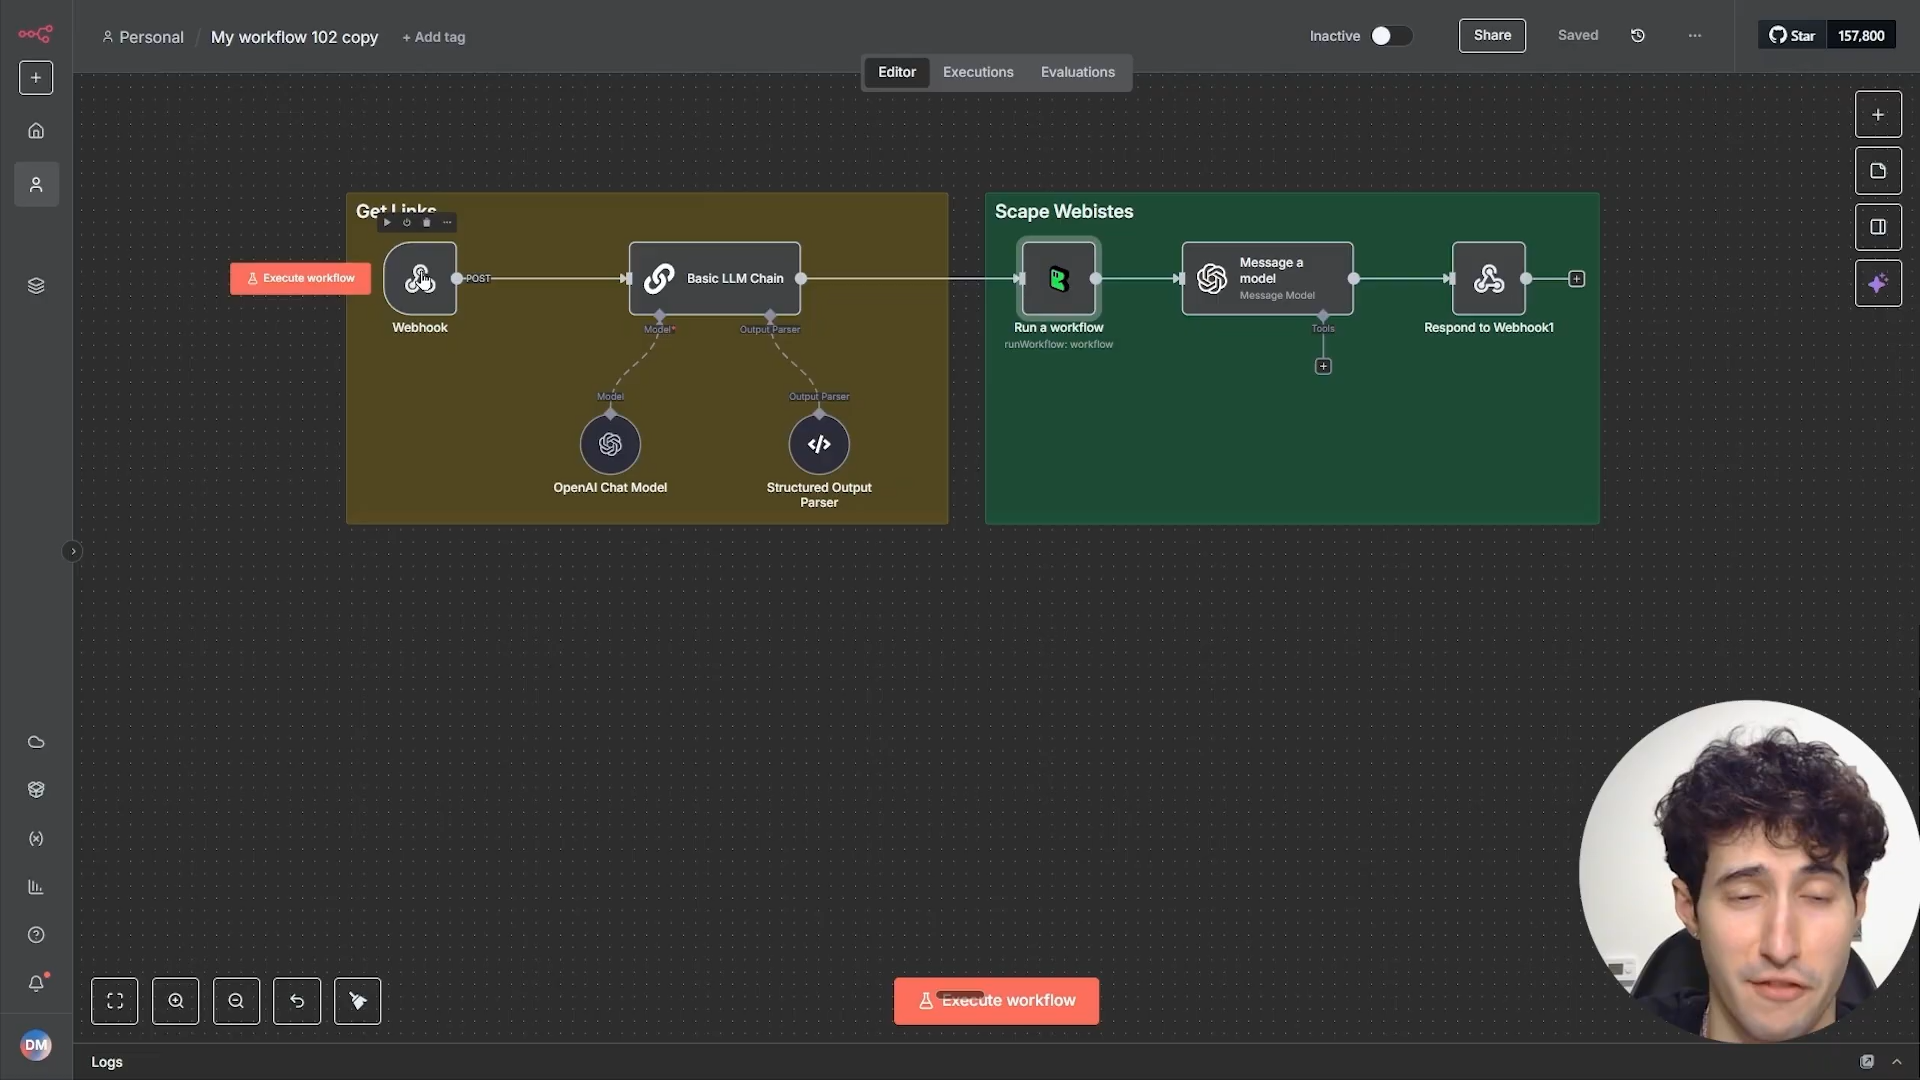 Personal / My workflow 102 copy + Add tag
Inactive
Share
Saved
Star 157,800
Editor Executions Evaluations
Get Links
Execute workflow
POST
Webhook
Basic LLM Chain
Model*
Output Parser
Model
Output Parser
OpenAI Chat Model
Structured Output
Parser
Scape Webistes
Run a workflow
runWorkflow: workflow
Message a
model
Message Model
Tools
Respond to Webhook1
Execute workflow
DM
Logs